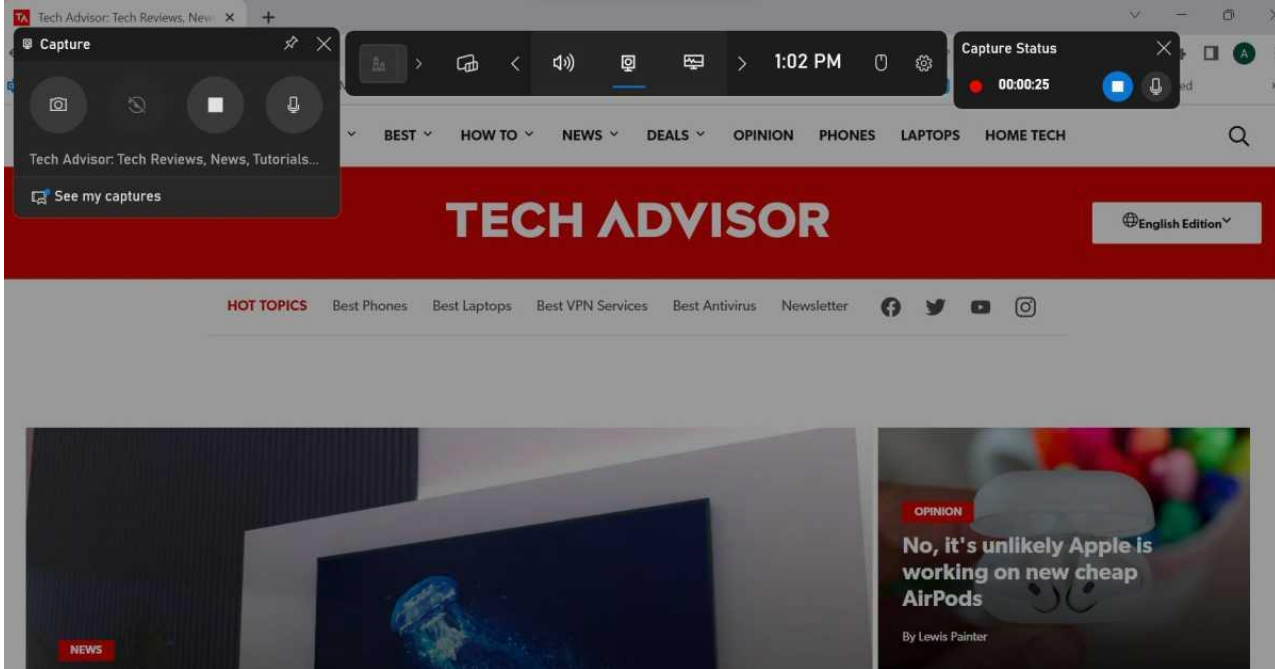 Tech Advisor: Tech Reviews, New
Capture
1:02 PM
Capture Status
00:00:25
Tech Advisor: Tech Reviews, News, Tutorials...
See my captures
BEST
HOW TO
NEWS
DEALS
OPINION
PHONES
LAPTOPS
HOME TECH
TECH ADVISOR
English Edition
HOT TOPICS
Best Phones
Best Laptops
Best VPN Services
Best Antivirus
Newsletter
NEWS
OPINION
No, it's unlikely Apple is
working on new cheap
AirPods
By Lewis Painter